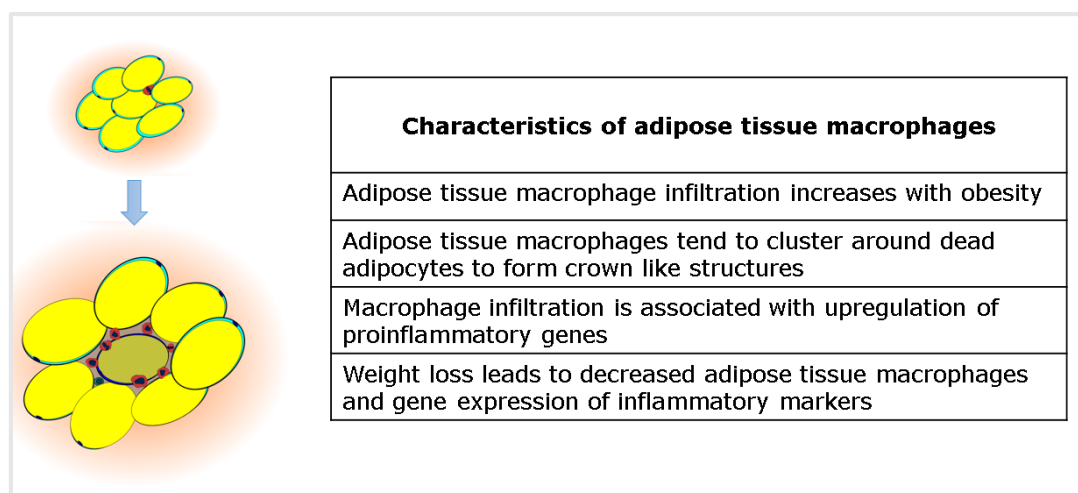 Characteristics of adipose tissue macrophages
Adipose tissue macrophage infiltration increases with obesity
Adipose tissue macrophages tend to cluster around dead
adipocytes to form crown like structures
Macrophage infiltration is associated with upregulation of
proinflammatory genes
Weight loss leads to decreased adipose tissue macrophages
and gene expression of inflammatory markers